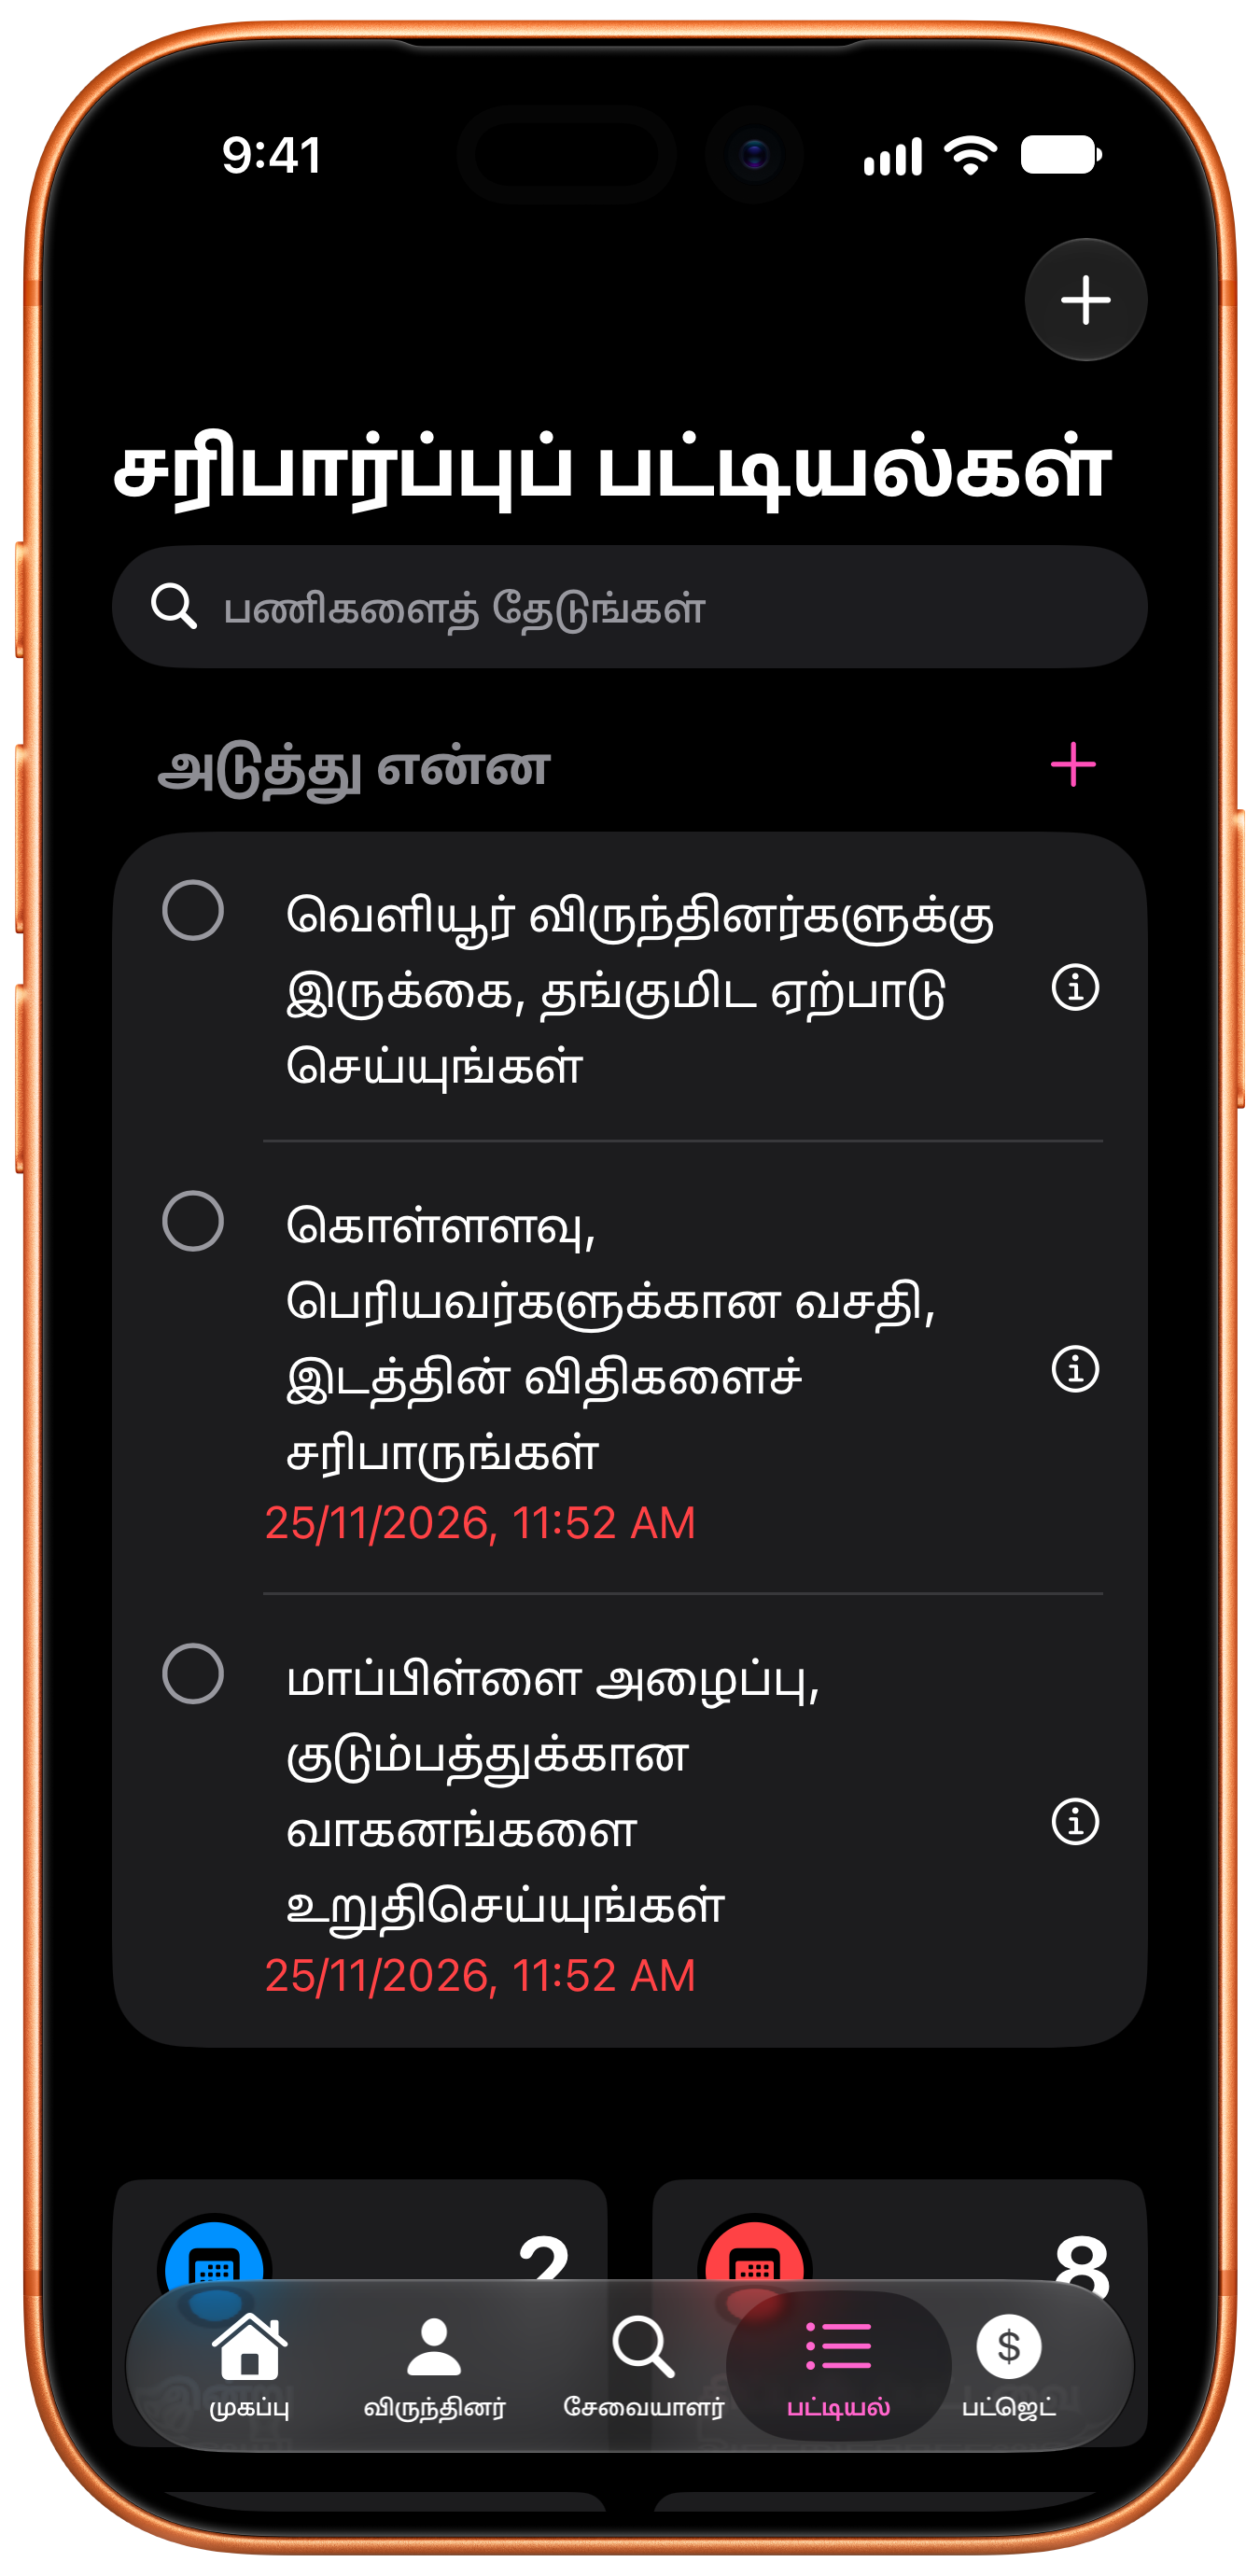 9:41
சரிபார்ப்புப் பட்டியல்கள்
பணிகளைத் தேடுங்கள்
அடுத்து என்ன
வெளியூர் விருந்தினர்களுக்கு
இருக்கை, தங்குமிட ஏற்பாடு
செய்யுங்கள்
கொள்ளளவு,
பெரியவர்களுக்கான வசதி,
இடத்தின் விதிகளைச்
சரிபாருங்கள்
25/11/2026, 11:52 AM
மாப்பிள்ளை அழைப்பு,
குடும்பத்துக்கான
வாகனங்களை
உறுதிசெய்யுங்கள்
25/11/2026, 11:52 AM
2 8
முகப்பு விருந்தினர் சேவையாளர் பட்டியல் பட்ஜெட்